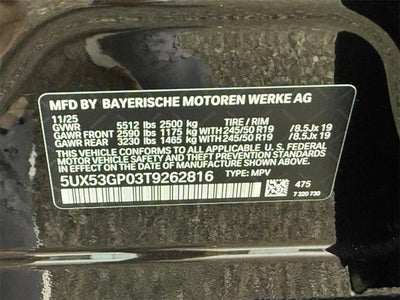 MFD BY BAYERISCHE MOTOREN WERKE AG
11/25
GVWR 5512 lbs 2500 kg TIRE / RIM
GAWR FRONT 2590 lbs 1175 kg 245/50 R19 / 8.5J x 19
GAWR REAR 3230 lbs 1465 kg 245/50 R19 / 8.5J x 19
THIS VEHICLE CONFORMS TO ALL APPLICABLE U. S. FEDERAL
MOTOR VEHICLE SAFETY, BUMPER, AND THEFT PREVENTION
STANDARDS IN EFFECT ON THE DATE OF MANUFACTURE SHOWN ABOVE.
5UX53GP03T9262816 TYPE: MPV
475
7 320 730